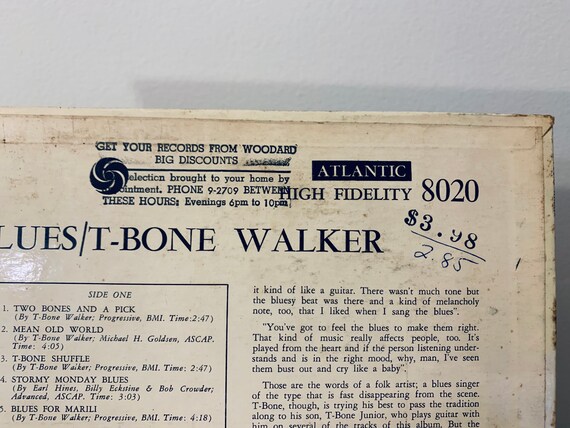 GET YOUR RECORDS FROM WOODARD
BIG DISCOUNTS
election brought to your home by
ointment. PHONE 9-2709 BETWEEN
THESE HOURS: Evenings 6pm to 10pm
ATLANTIC
HIGH FIDELITY 8020
$3.98
2.85
LUES/T-BONE WALKER
SIDE ONE
1. TWO BONES AND A PICK
(By T-Bone Walker; Progressive, BMI. Time:2:47)
2. MEAN OLD WORLD
(By T-Bone Walker; Michael H. Goldsen, ASCAP.
Time: 4:05)
3. T-BONE SHUFFLE
(By T-Bone Walker; Progressive, BMI. Time: 2:47)
4. STORMY MONDAY BLUES
(By Earl Hines, Billy Eckstine & Bob Crowder;
Advanced, ASCAP. Time: 3:03)
5. BLUES FOR MARILI
(By T-Bone Walker; Progressive, BMI. Time: 4:18)
it kind of like a guitar. There wasn't much tone but
the bluesy beat was there and a kind of melancholy
note, too, that I liked when I sang the blues".
"You've got to feel the blues to make them right.
That kind of music really affects people, too. It's
played from the heart and if the person listening under-
stands and is in the right mood, why, man, I've seen
them bust out and cry like a baby".
Those are the words of a folk artist; a blues singer
of the type that is fast disappearing from the scene.
T-Bone, though, is trying his best to pass the tradition
along to his son, T-Bone Junior, who plays guitar with
him on several of the tracks of this album. But the